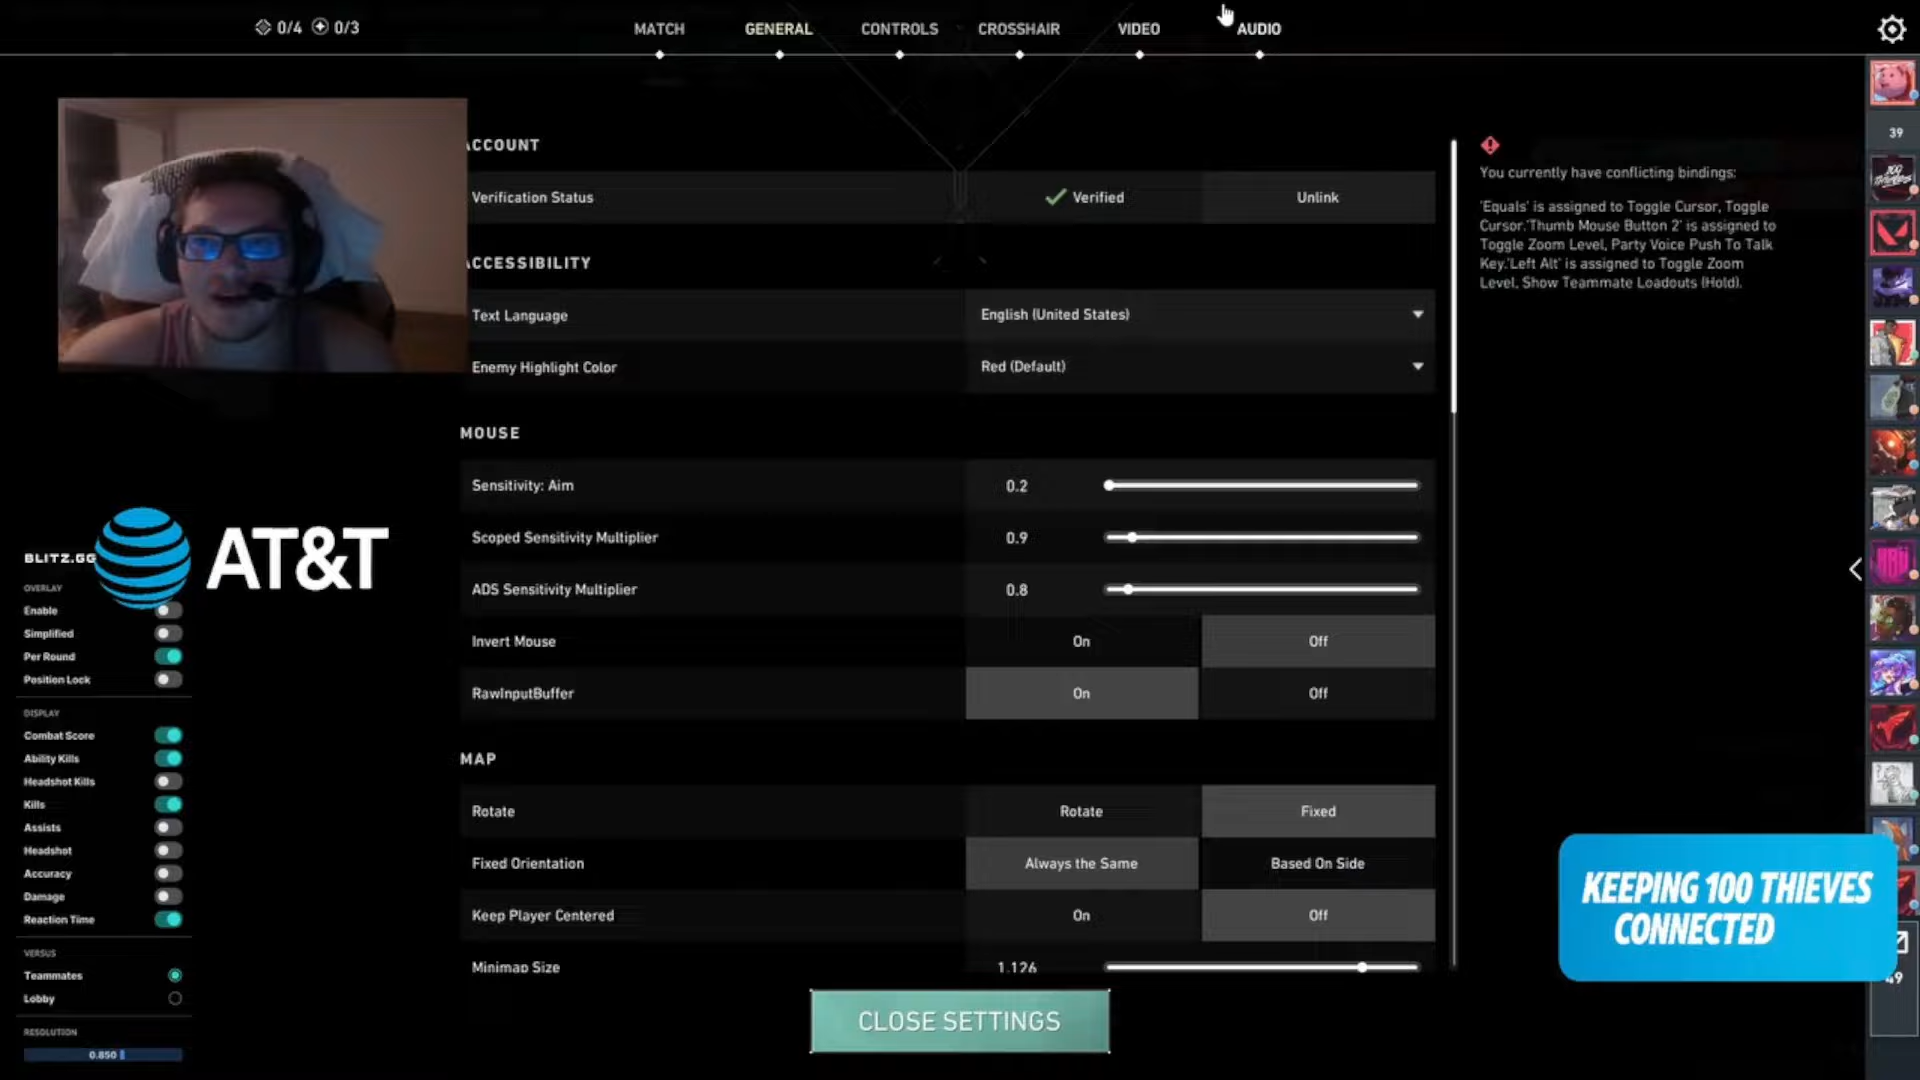 0/4 0/3
MATCH GENERAL CONTROLS CROSSHAIR VIDEO AUDIO
CCOUNT
Verification Status Verified Unlink
CCESSIBILITY
Text Language English (United States)
Enemy Highlight Color Red (Default)
MOUSE
Sensitivity: Aim 0.2
Scoped Sensitivity Multiplier 0.9
ADS Sensitivity Multiplier 0.8
Invert Mouse On Off
RawInputBuffer On Off
MAP
Rotate Rotate Fixed
Fixed Orientation Always the Same Based On Side
Keep Player Centered On Off
Minimap Size 1.126
CLOSE SETTINGS
You currently have conflicting bindings:
'Equals' is assigned to Toggle Cursor, Toggle
Cursor.'Thumb Mouse Button 2' is assigned to
Toggle Zoom Level, Party Voice Push To Talk
Key.'Left Alt' is assigned to Toggle Zoom
Level, Show Teammate Loadouts (Hold).
39
100
KEEPING 100 THIEVES
CONNECTED
49
AT&T
BLITZ.GG
OVERLAY
Enable
Simplified
Per Round
Position Lock
DISPLAY
Combat Score
Ability Kills
Headshot Kills
Kills
Assists
Headshot
Accuracy
Damage
Reaction Time
VERSUS
Teammates
Lobby
RESOLUTION
0.850